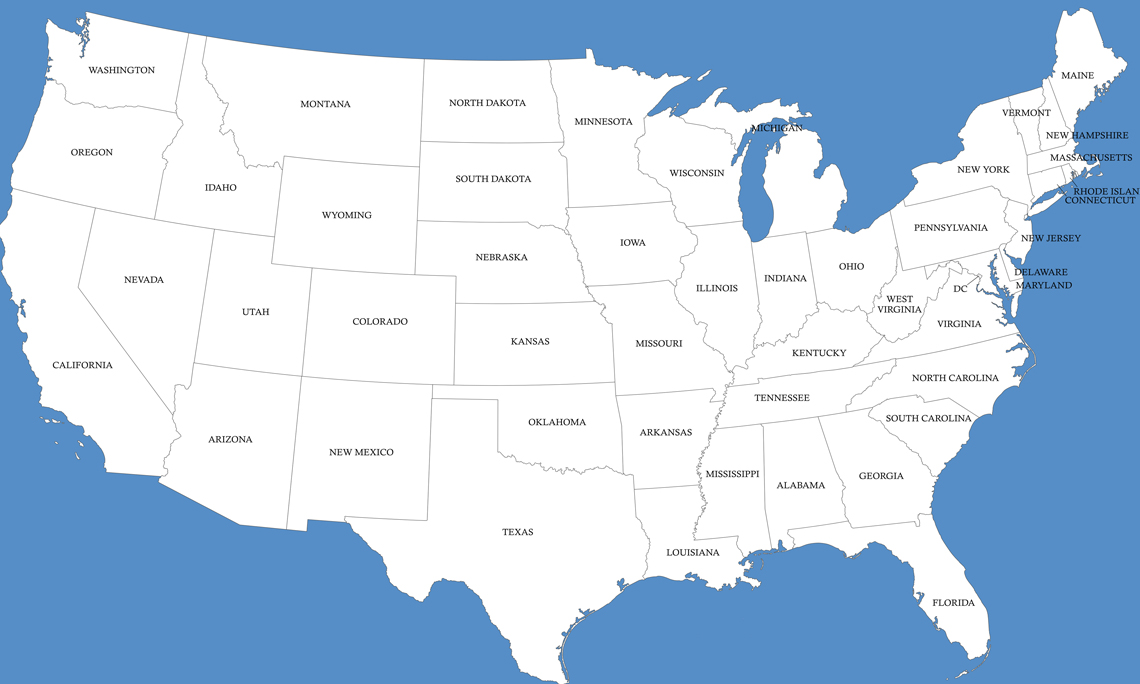 WASHINGTON
MONTANA
NORTH DAKOTA
MINNESOTA
MICHIGAN
MAINE
VERMONT
NEW HAMPSHIRE
MASSACHUSETTS
OREGON
IDAHO
SOUTH DAKOTA
WISCONSIN
NEW YORK
RHODE ISLAN
CONNECTICUT
WYOMING
IOWA
PENNSYLVANIA
NEW JERSEY
NEBRASKA
OHIO
DELAWARE
MARYLAND
NEVADA
INDIANA
ILLINOIS
DC
WEST
VIRGINIA
UTAH
COLORADO
VIRGINIA
KANSAS
MISSOURI
KENTUCKY
CALIFORNIA
NORTH CAROLINA
TENNESSEE
SOUTH CAROLINA
OKLAHOMA
ARKANSAS
ARIZONA
NEW MEXICO
MISSISSIPPI
ALABAMA
GEORGIA
TEXAS
LOUISIANA
FLORIDA